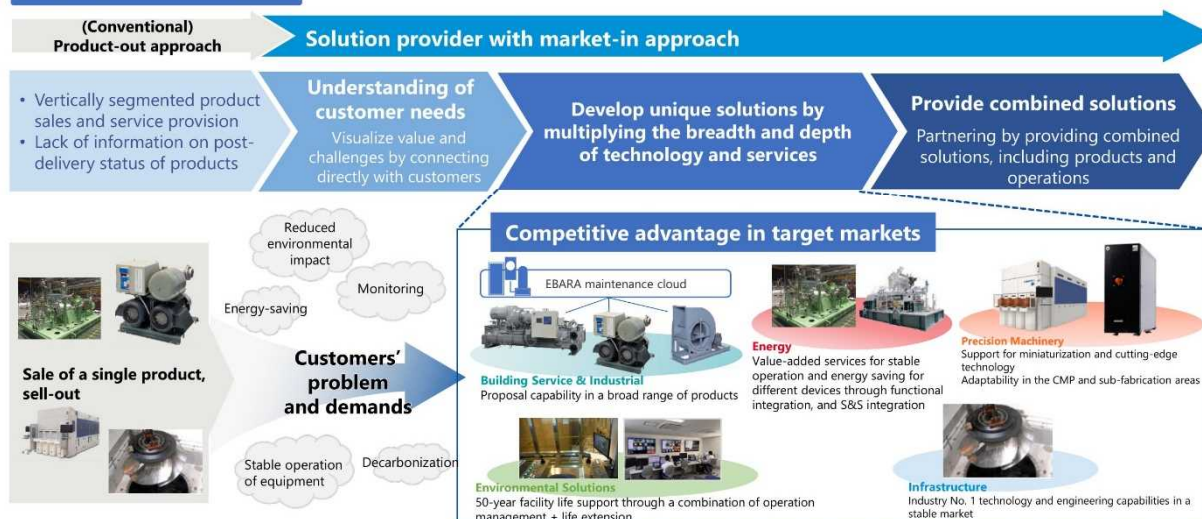 (Conventional)
Product-out approach
Solution provider with market-in approach
• Vertically segmented product
sales and service provision
• Lack of information on post-
delivery status of products
Understanding of
customer needs
Visualize value and
challenges by connecting
directly with customers
Develop unique solutions by
multiplying the breadth and depth
of technology and services
Provide combined solutions
Partnering by providing combined
solutions, including products and
operations
Sale of a single product,
sell-out
Reduced
environmental
impact
Energy-saving
Monitoring
Customers’
problem
and demands
Stable operation
of equipment
Decarbonization
Competitive advantage in target markets
EBARA maintenance cloud
Building Service & Industrial
Proposal capability in a broad range of products
Energy
Value-added services for stable
operation and energy saving for
different devices through functional
integration, and S&S integration
Precision Machinery
Support for miniaturization and cutting-edge
technology
Adaptability in the CMP and sub-fabrication areas
Environmental Solutions
50-year facility life support through a combination of operation
management + life extension
Infrastructure
Industry No. 1 technology and engineering capabilities in a
stable market